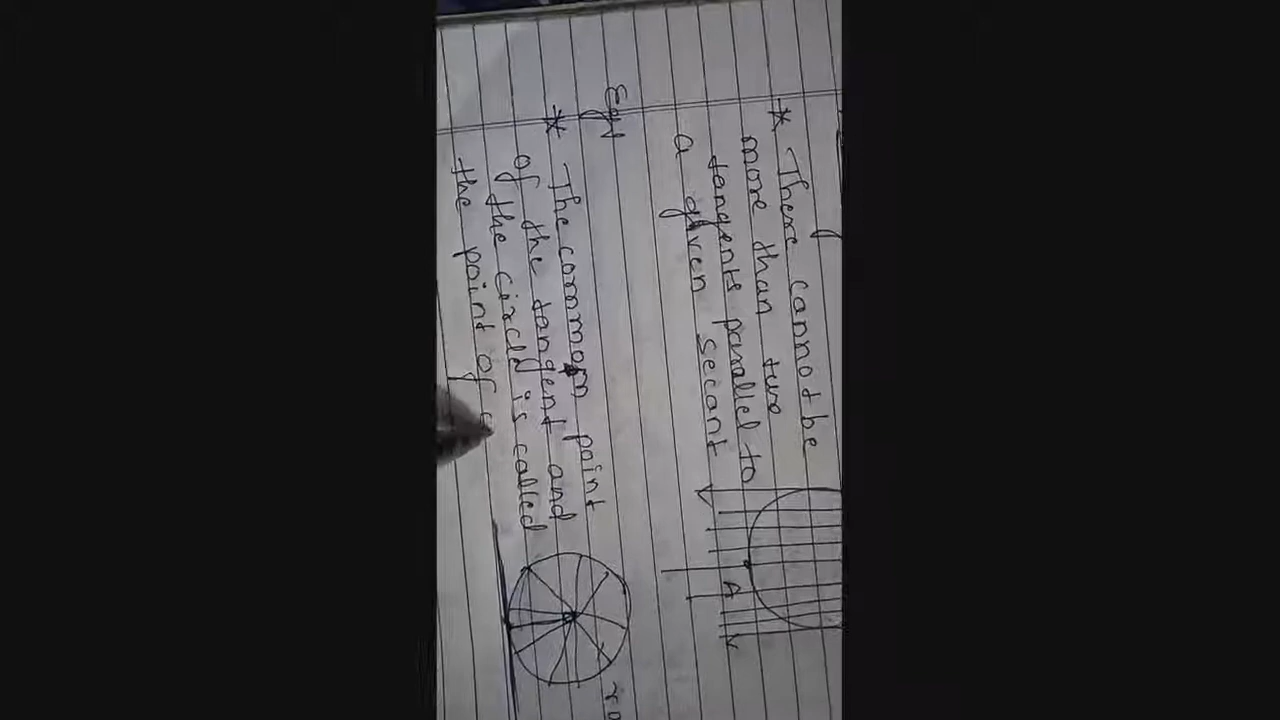 * There cannot be
more than two
tangents parallel to
a given secant
A
* The common point
of the tangent and
of the circle is called
the point of c